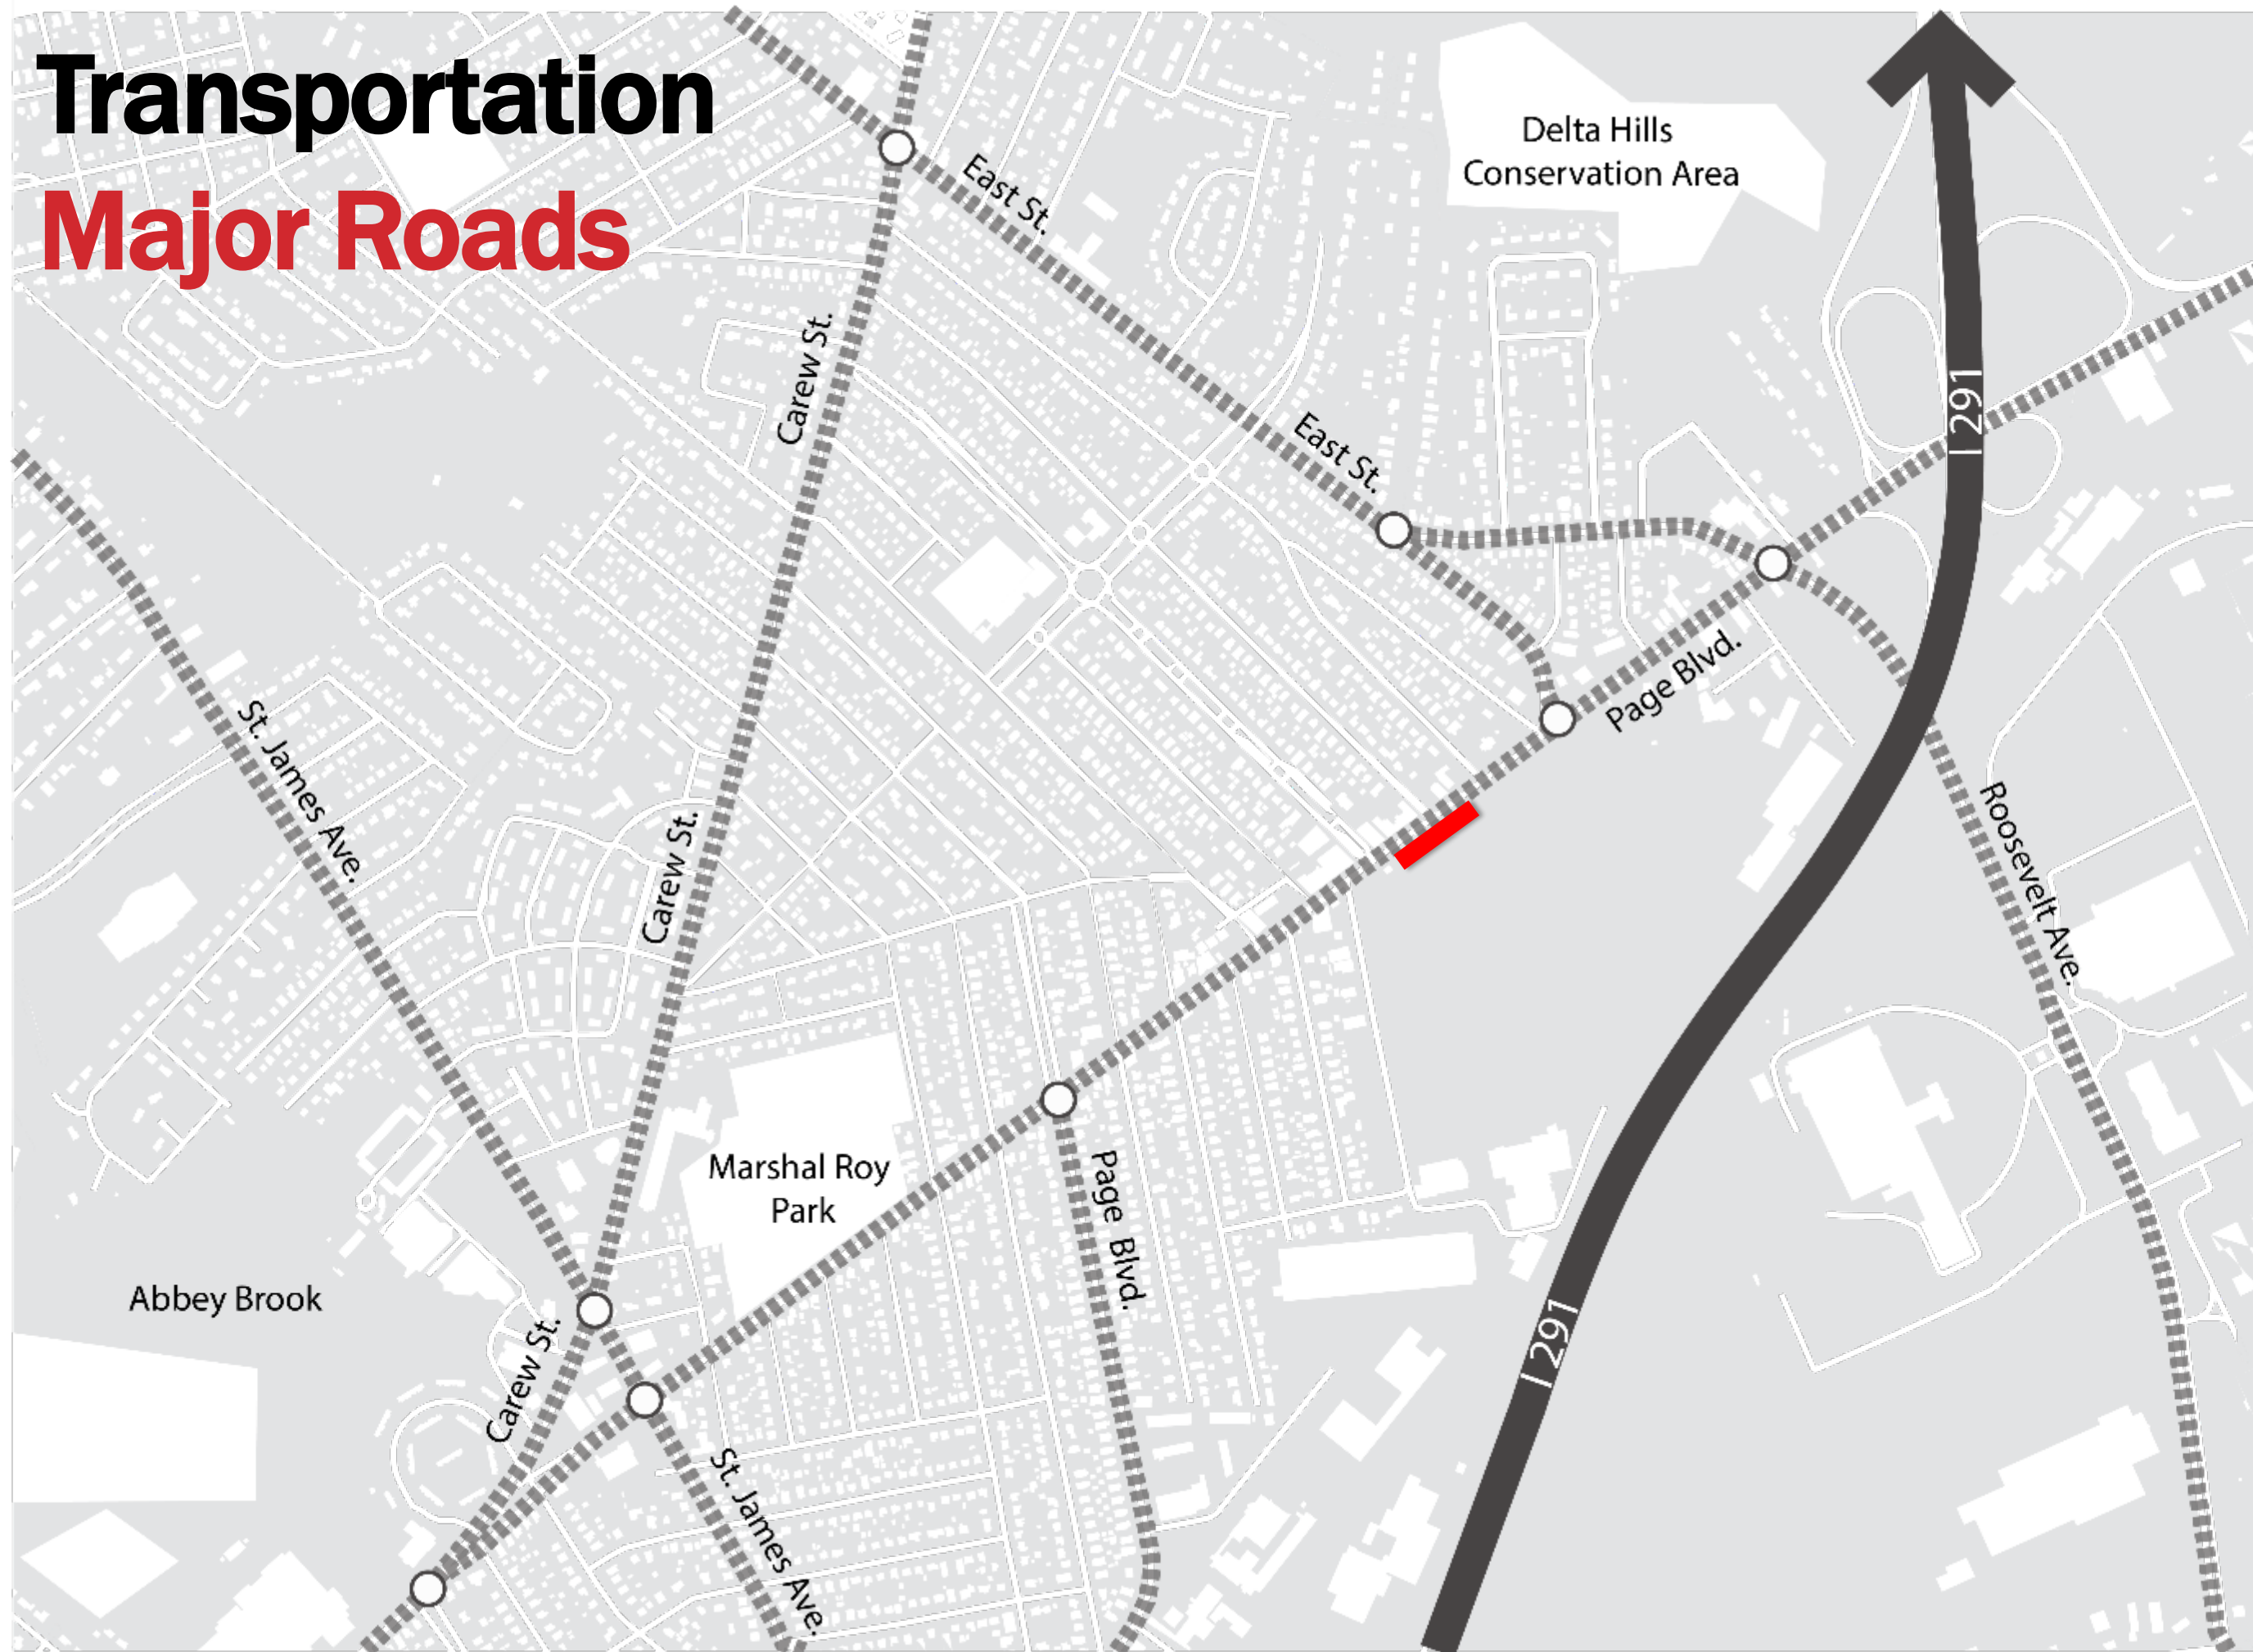 Transportation
Major Roads
Delta Hills
Conservation Area
East St.
Carew St.
I 291
East St.
Page Blvd.
St. James Ave.
Carew St.
Roosevelt Ave.
Marshal Roy
Park
Page Blvd.
Abbey Brook
Carew St.
I 291
St. James Ave.